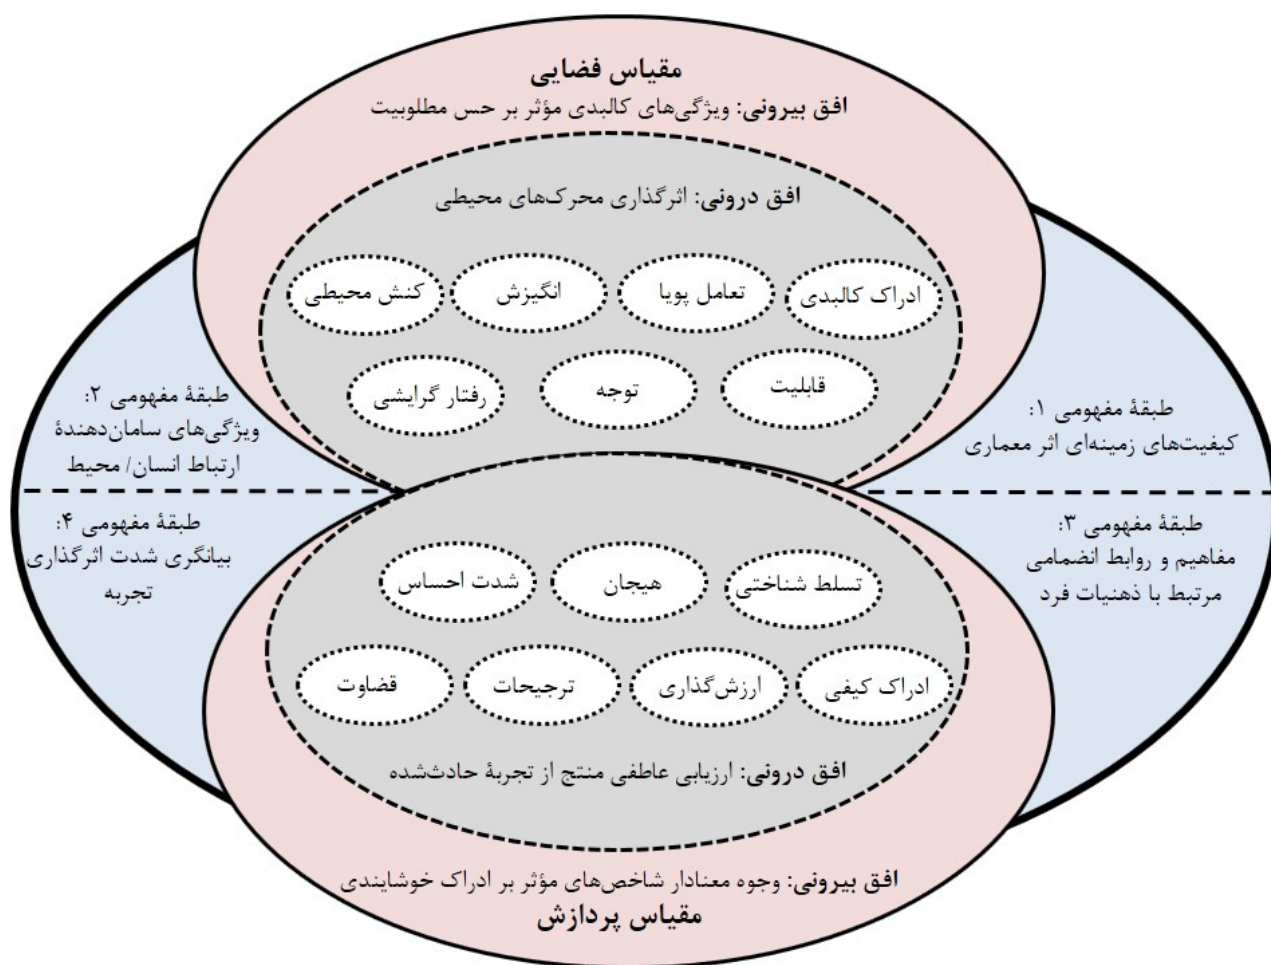 مقیاس فضایی
افق بیرونی: ویژگی‌های کالبدی مؤثر بر حس مطلوبیت
افق درونی: اثرگذاری محرک‌های محیطی
ادراک کالبدی
تعامل پویا
انگیزش
کنش محیطی
قابلیت
توجه
رفتار گرایشی
طبقهٔ مفهومی ۱:
کیفیت‌های زمینه‌ای اثر معماری
طبقهٔ مفهومی ۲:
ویژگی‌های سامان‌دهندهٔ
ارتباط انسان/ محیط
طبقهٔ مفهومی ۳:
مفاهیم و روابط انضمامی
مرتبط با ذهنیات فرد
طبقهٔ مفهومی ۴:
بیانگری شدت اثرگذاری
تجربه
تسلط شناختی
هیجان
شدت احساس
ادراک کیفی
ارزش‌گذاری
ترجیحات
قضاوت
افق درونی: ارزیابی عاطفی منتج از تجربهٔ حادث‌شده
افق بیرونی: وجوه معنادار شاخص‌های مؤثر بر ادراک خوشایندی
مقیاس پردازش